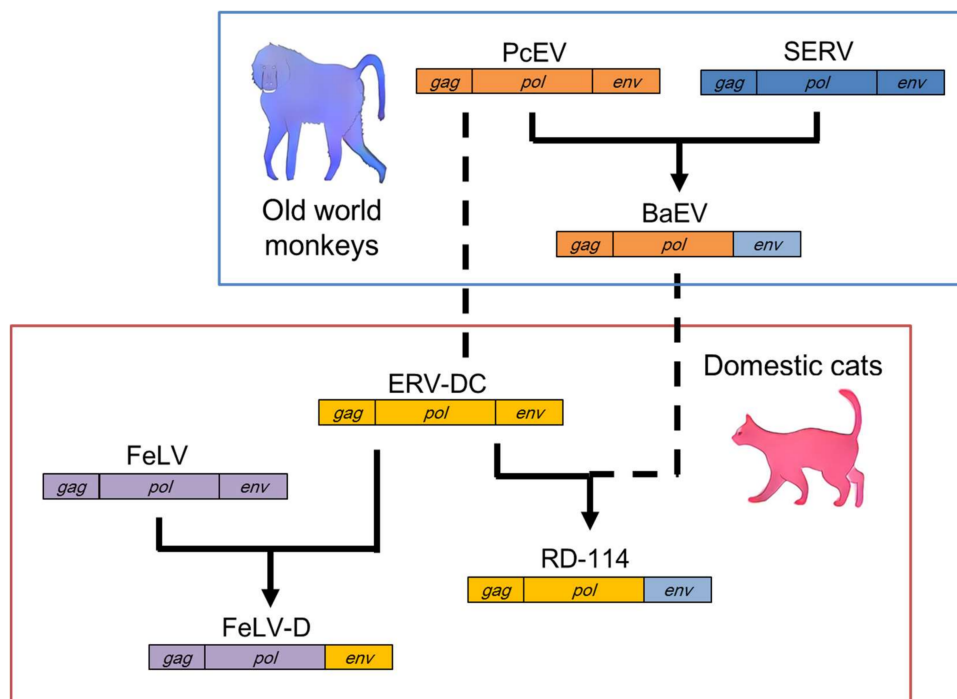 PcEV
SERV
gag pol env
gag pol env
Old world
monkeys
BaEV
gag pol env
Domestic cats
ERV-DC
gag pol env
FeLV
gag pol env
RD-114
gag pol env
FeLV-D
gag pol env